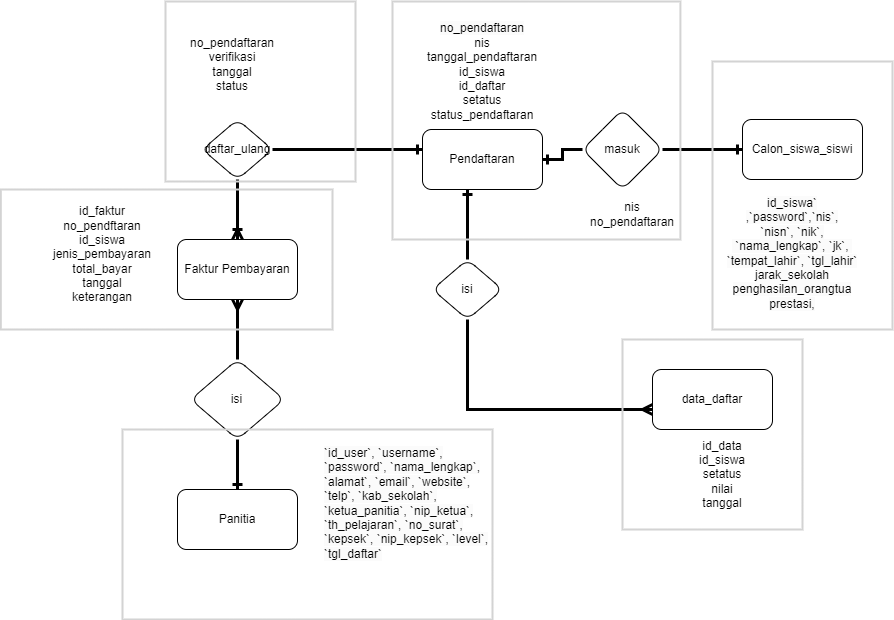 no_pendaftaran
verifikasi
tanggal
status
daftar_ulang
no_pendaftaran
nis
tanggal_pendaftaran
id_siswa
id_daftar
setatus
status_pendaftaran
Pendaftaran
masuk
nis
no_pendaftaran
Calon_siswa_siswi
id_siswa`
,`password`,`nis`,
`nisn`, `nik`,
`nama_lengkap`, `jk`,
`tempat_lahir`, `tgl_lahir`
jarak_sekolah
penghasilan_orangtua
prestasi,
id_faktur
no_pendftaran
id_siswa
jenis_pembayaran
total_bayar
tanggal
keterangan
Faktur Pembayaran
isi
isi
data_daftar
id_data
id_siswa
setatus
nilai
tanggal
Panitia
`id_user`, `username`,
`password`, `nama_lengkap`,
`alamat`, `email`, `website`,
`telp`, `kab_sekolah`,
`ketua_panitia`, `nip_ketua`,
`th_pelajaran`, `no_surat`,
`kepsek`, `nip_kepsek`, `level`,
`tgl_daftar`